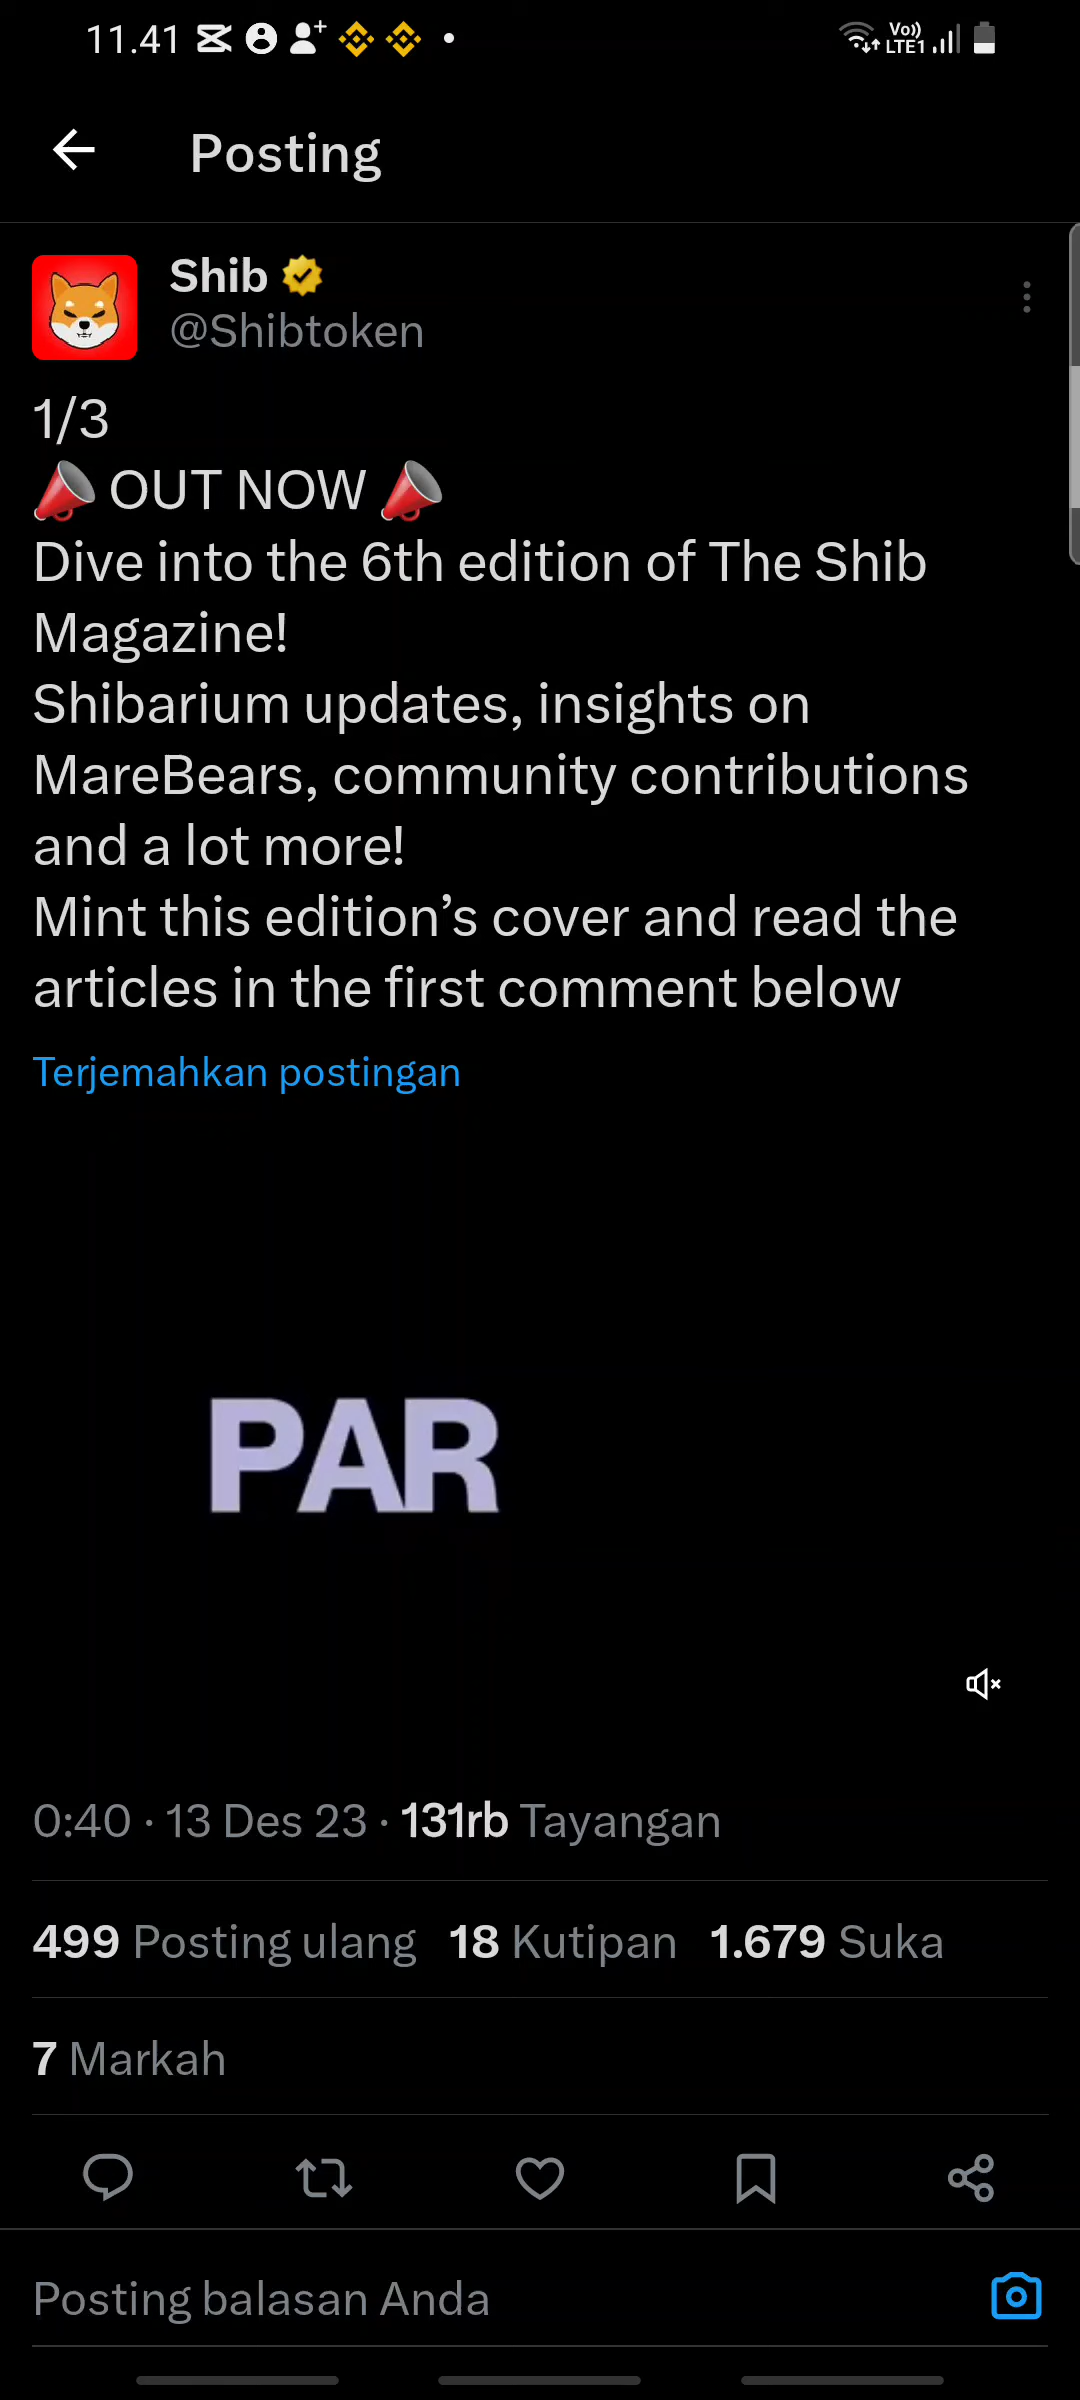 11.41
Vo))
LTE1
Posting
Shib
@Shibtoken
1/3
📣 OUT NOW 📣
Dive into the 6th edition of The Shib
Magazine!
Shibarium updates, insights on
MareBears, community contributions
and a lot more!
Mint this edition’s cover and read the
articles in the first comment below
Terjemahkan postingan
PAR
0:40 · 13 Des 23 · 131rb Tayangan
499 Posting ulang 18 Kutipan 1.679 Suka
7 Markah
Posting balasan Anda